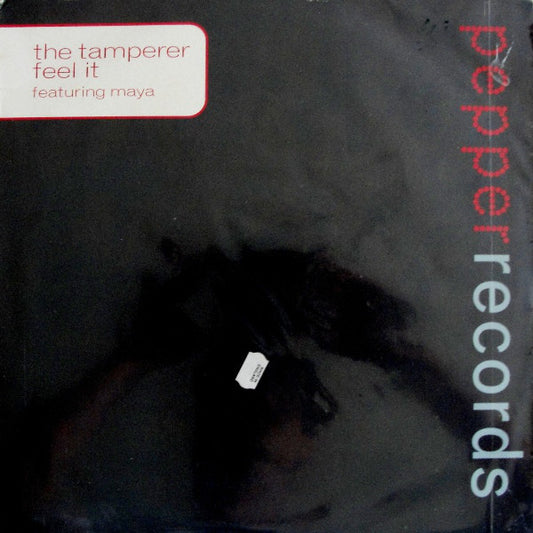 the tamperer
feel it
featuring maya
pepper records